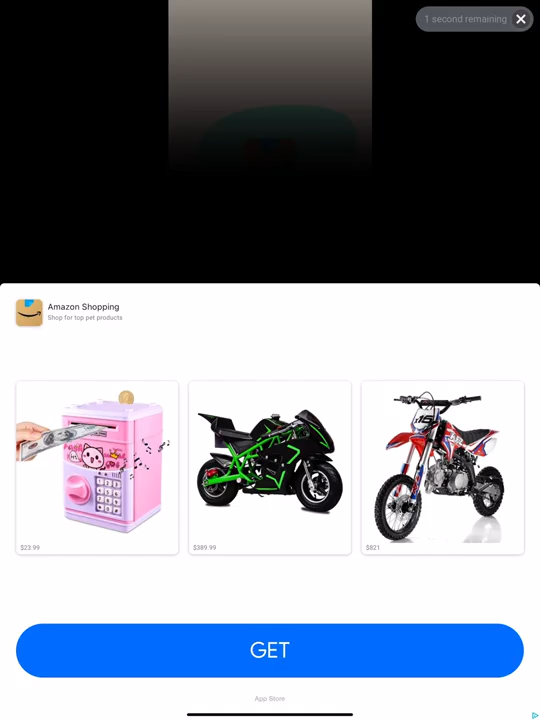 1 second remaining
Amazon Shopping
Shop for top pet products
$23.99
$389.99
$821
GET
App Store